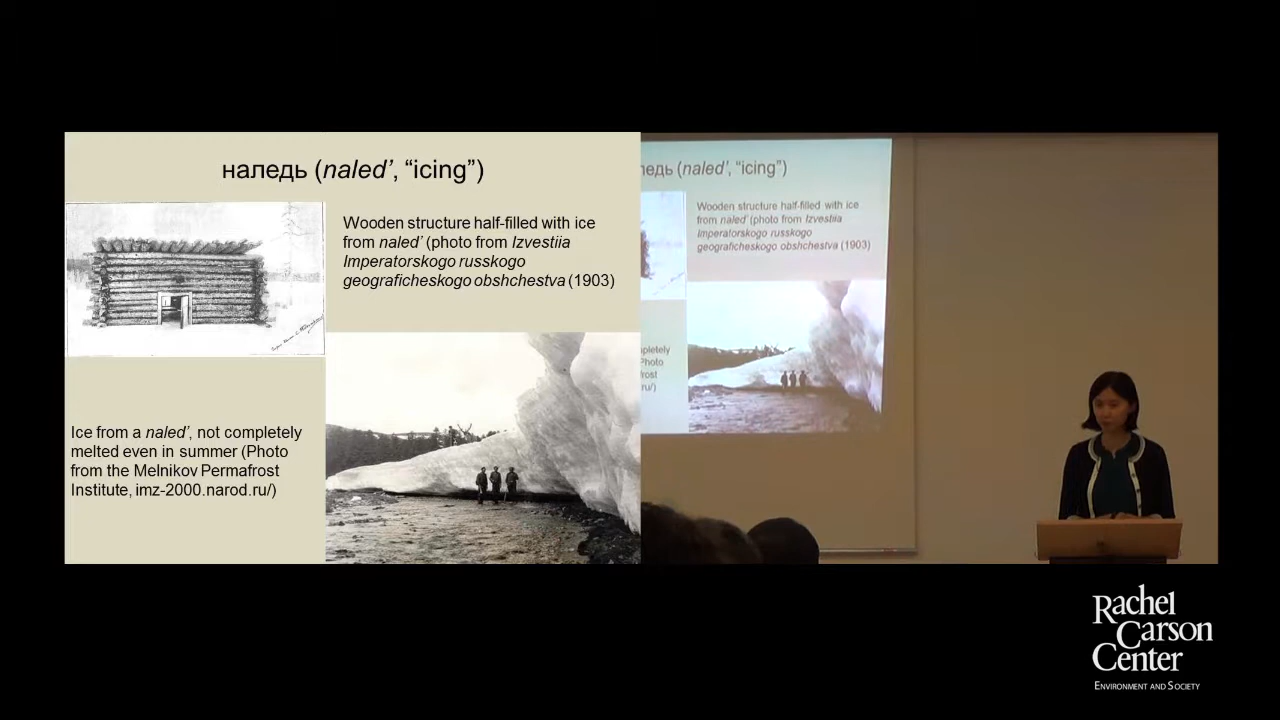 наледь (naled’, “icing”)
Wooden structure half-filled with ice
from naled’ (photo from Izvestiia
Imperatorskogo russkogo
geograficheskogo obshchestva (1903)
Ice from a naled’, not completely
melted even in summer (Photo
from the Melnikov Permafrost
Institute, imz-2000.narod.ru/)
ледь (naled’, “icing”)
Wooden structure half-filled with ice
from naled’ (photo from Izvestiia
Imperatorskogo russkogo
geograficheskogo obshchestva (1903)
pletely
Photo
rost
ru/)
Rachel
Carson
Center
Environment and Society